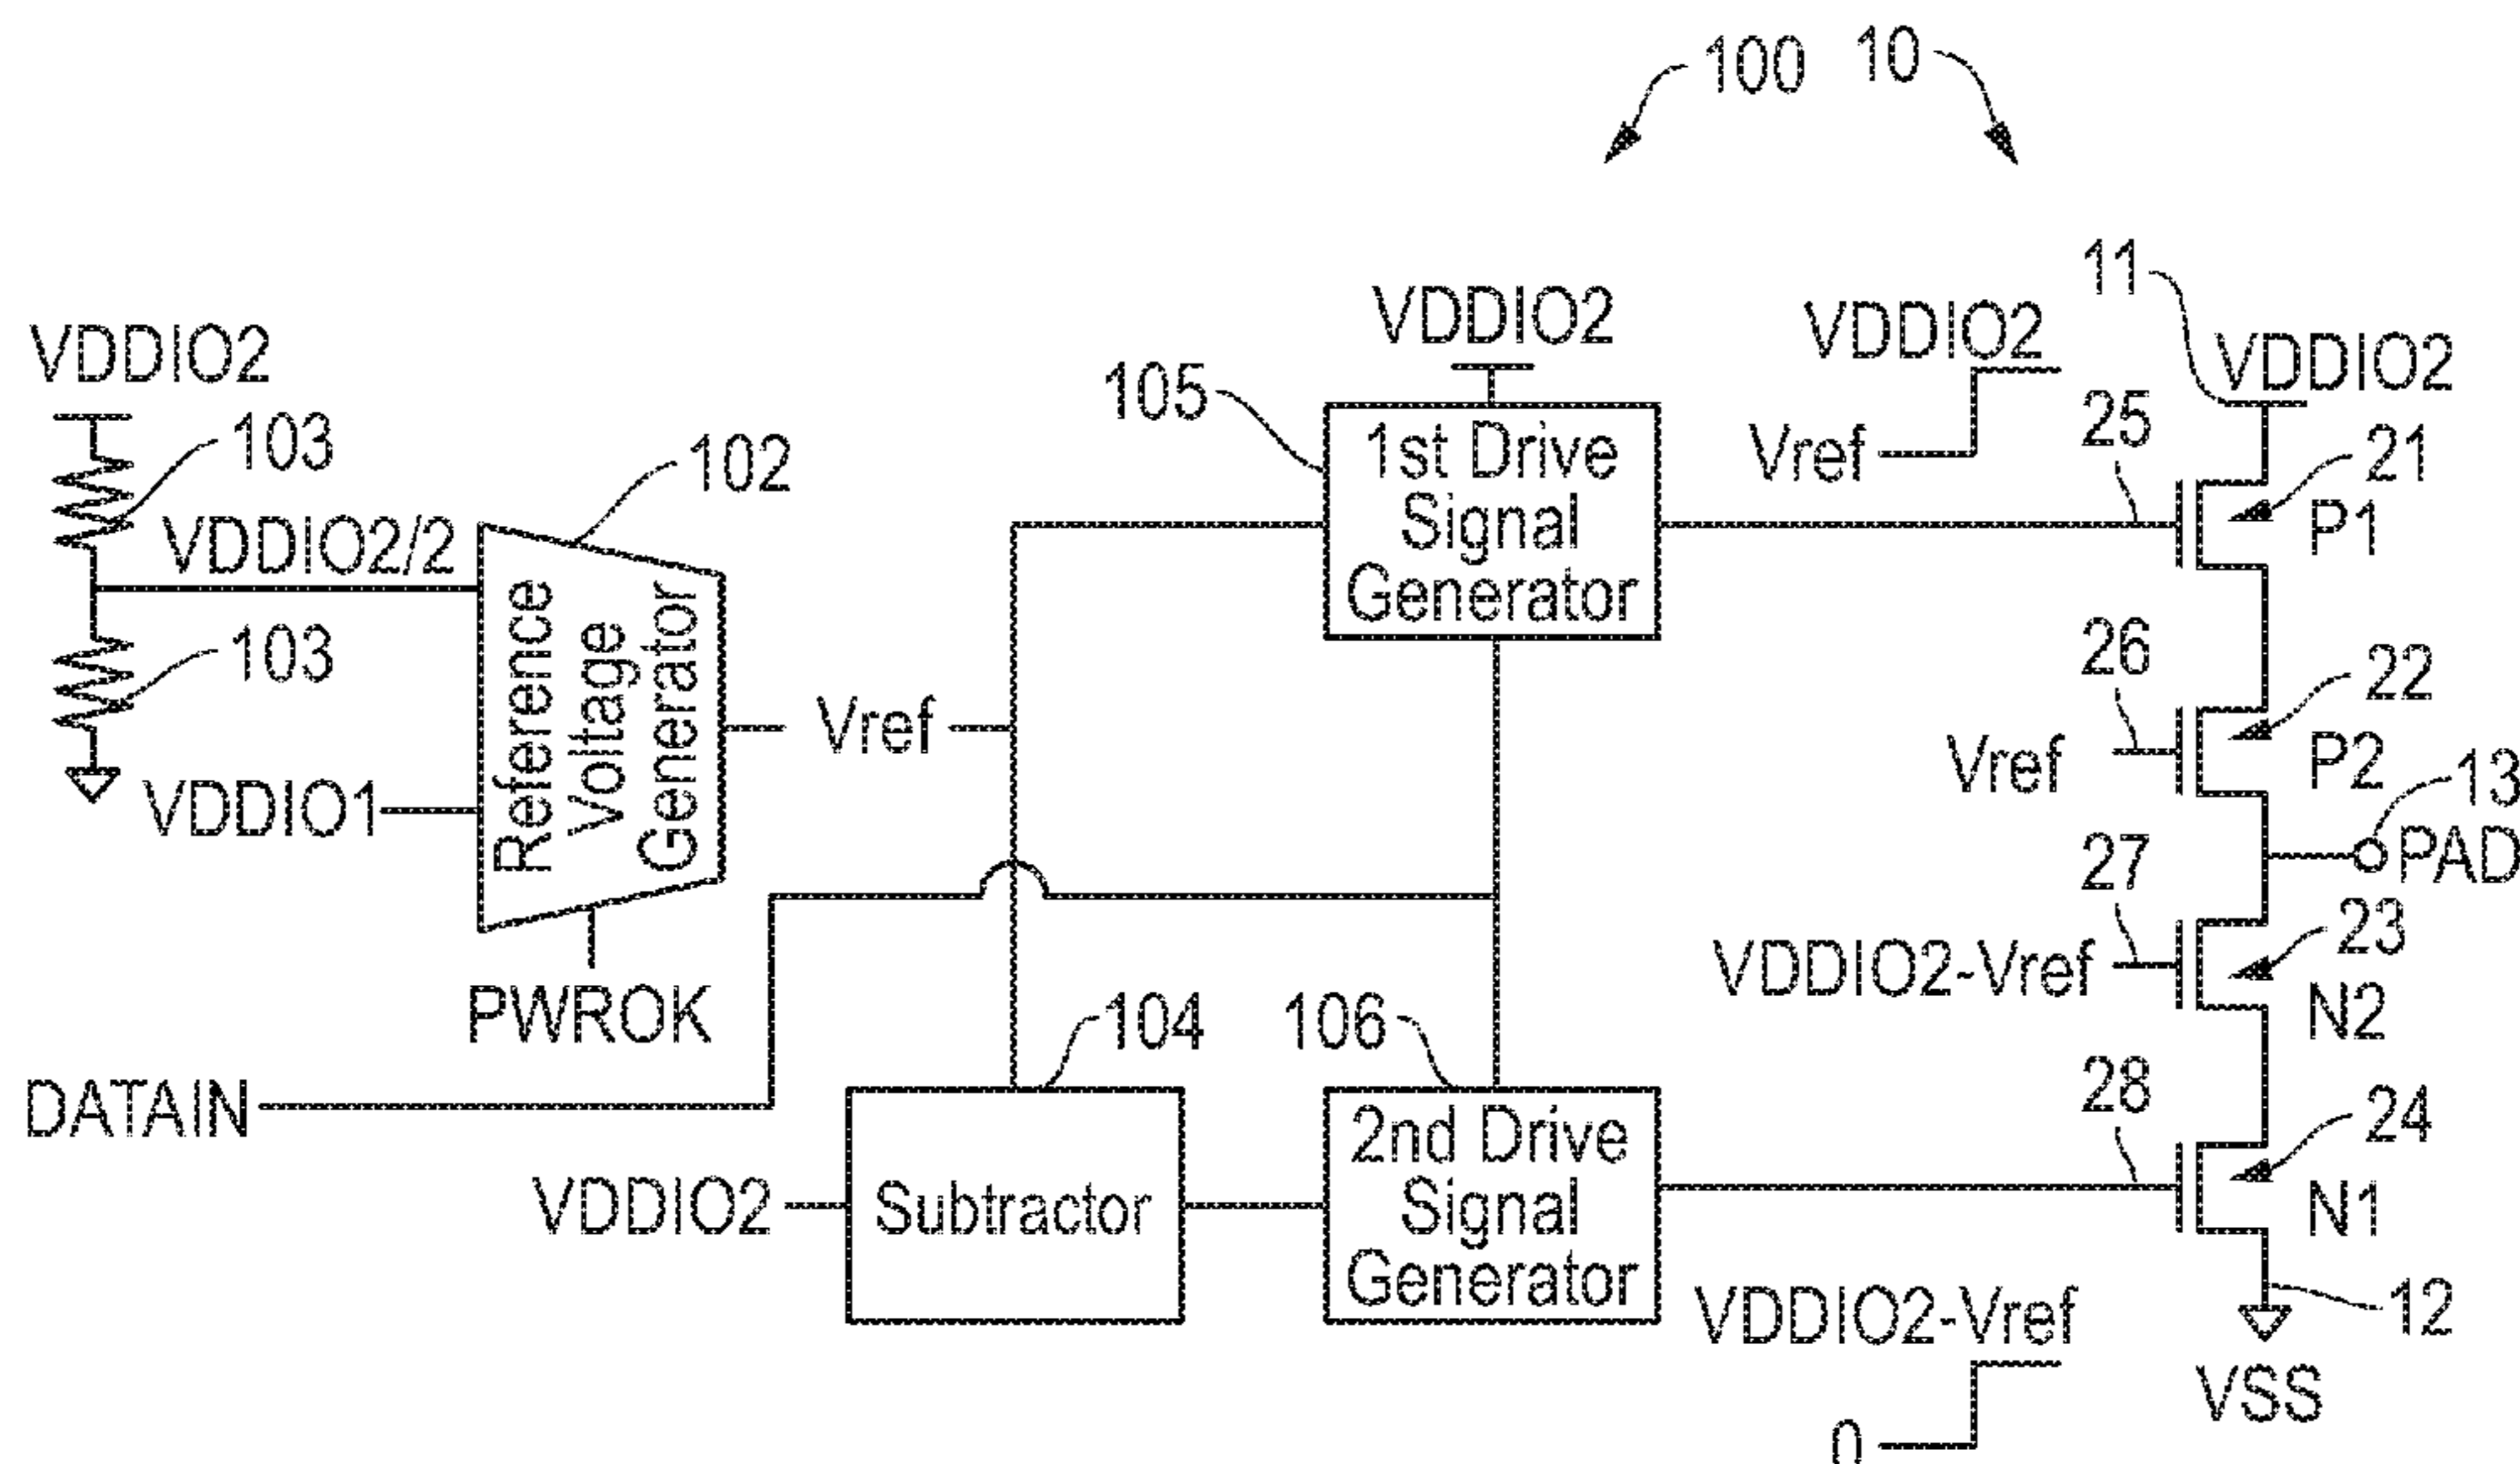 100 10
11
VDDIO2
VDDIO2
VDDIO2
VDDIO2
105
25
103
1st Drive
Signal
Generator
Vref
21
P1
102
VDDIO2/2
Reference
Voltage
Generator
103
26
22
Vref
Vref
P2
13
VDDIO1
27
PAD
23
VDDIO2-Vref
N2
PWROK
104
106
28
DATAIN
2nd Drive
Signal
Generator
24
VDDIO2
Subtractor
N1
VDDIO2-Vref
12
VSS
0